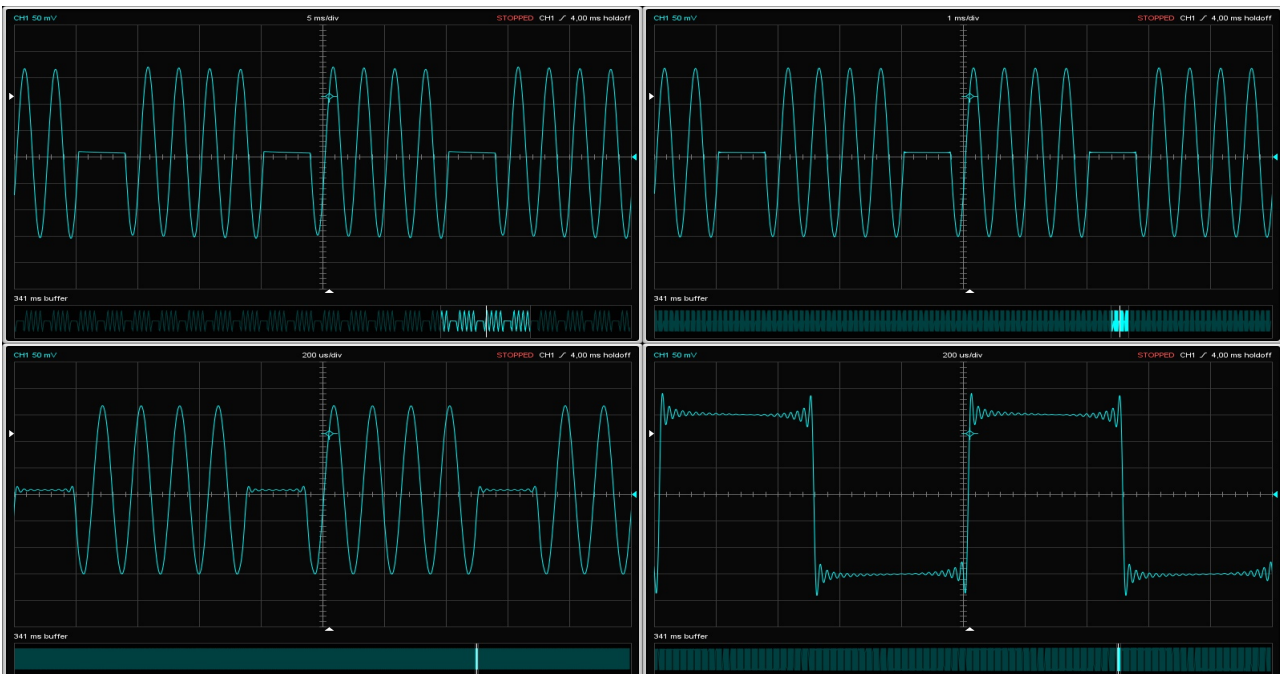 CH1 50 mV 5 ms/div STOPPED CH1 4,00 ms holdoff
341 ms buffer
CH1 50 mV 1 ms/div STOPPED CH1 4,00 ms holdoff
341 ms buffer
CH1 50 mV 200 us/div STOPPED CH1 4,00 ms holdoff
341 ms buffer
CH1 50 mV 200 us/div STOPPED CH1 4,00 ms holdoff
341 ms buffer